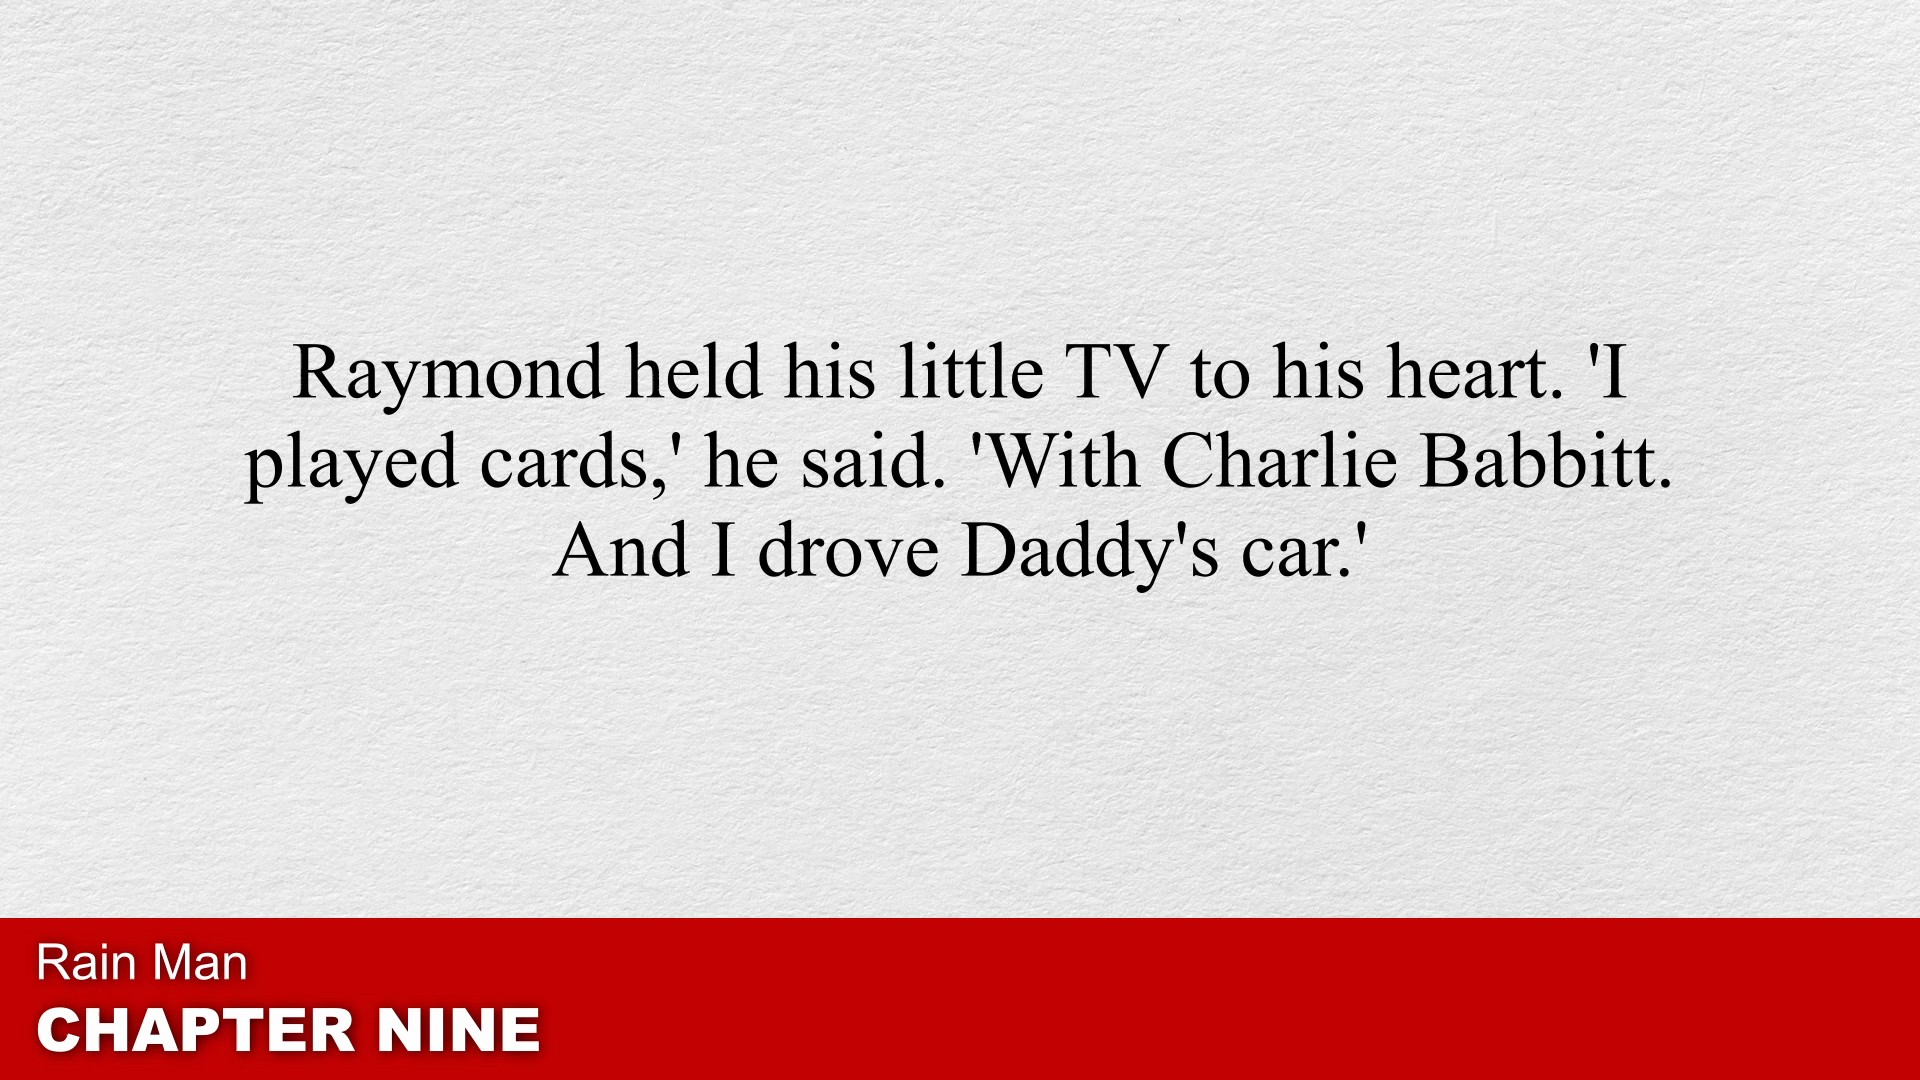 Raymond held his little TV to his heart. 'I
played cards,' he said. 'With Charlie Babbitt.
And I drove Daddy's car.'
Rain Man
CHAPTER NINE